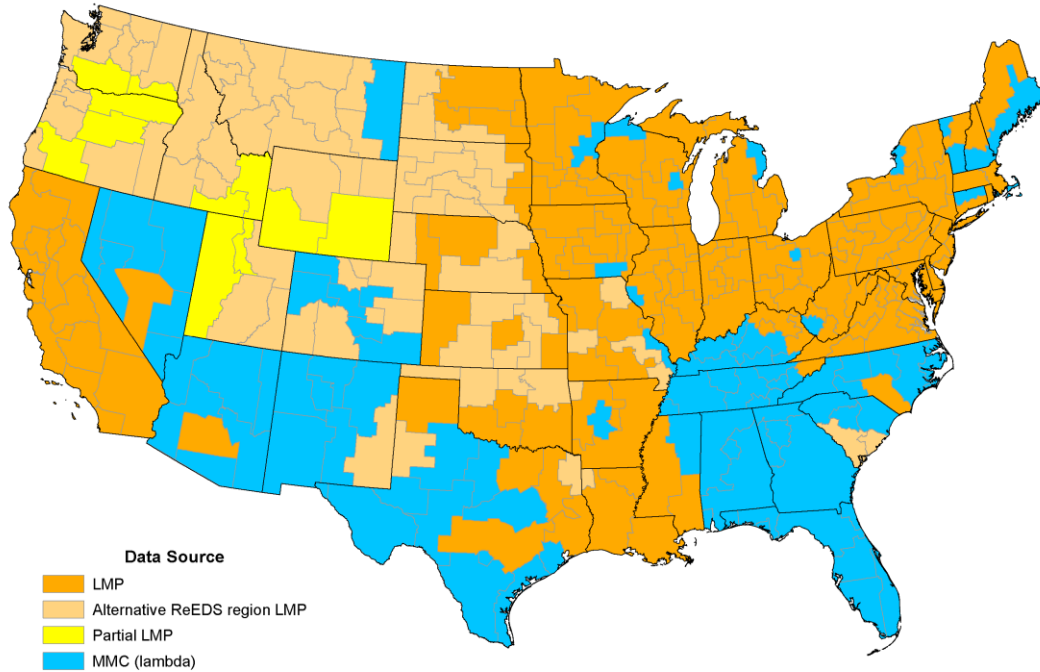 Data Source
LMP
Alternative ReEDS region LMP
Partial LMP
MMC (lambda)